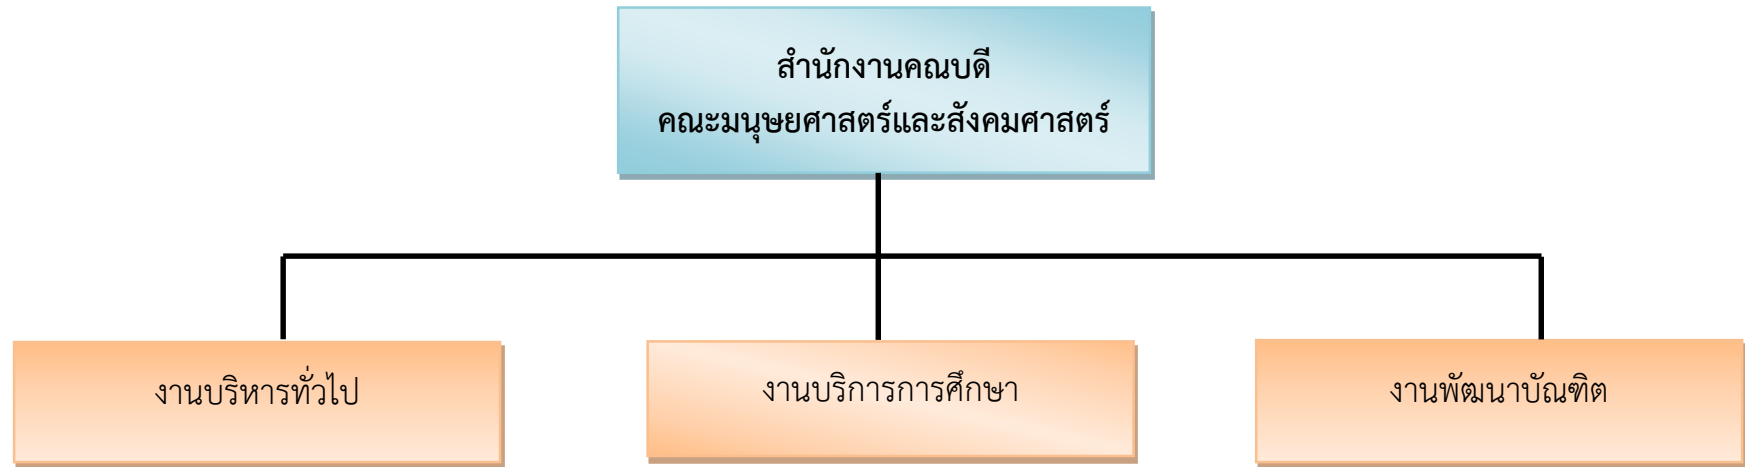 สำนักงานคณบดี
คณะมนุษยศาสตร์และสังคมศาสตร์
งานบริหารทั่วไป
งานบริการการศึกษา
งานพัฒนาบัณฑิต